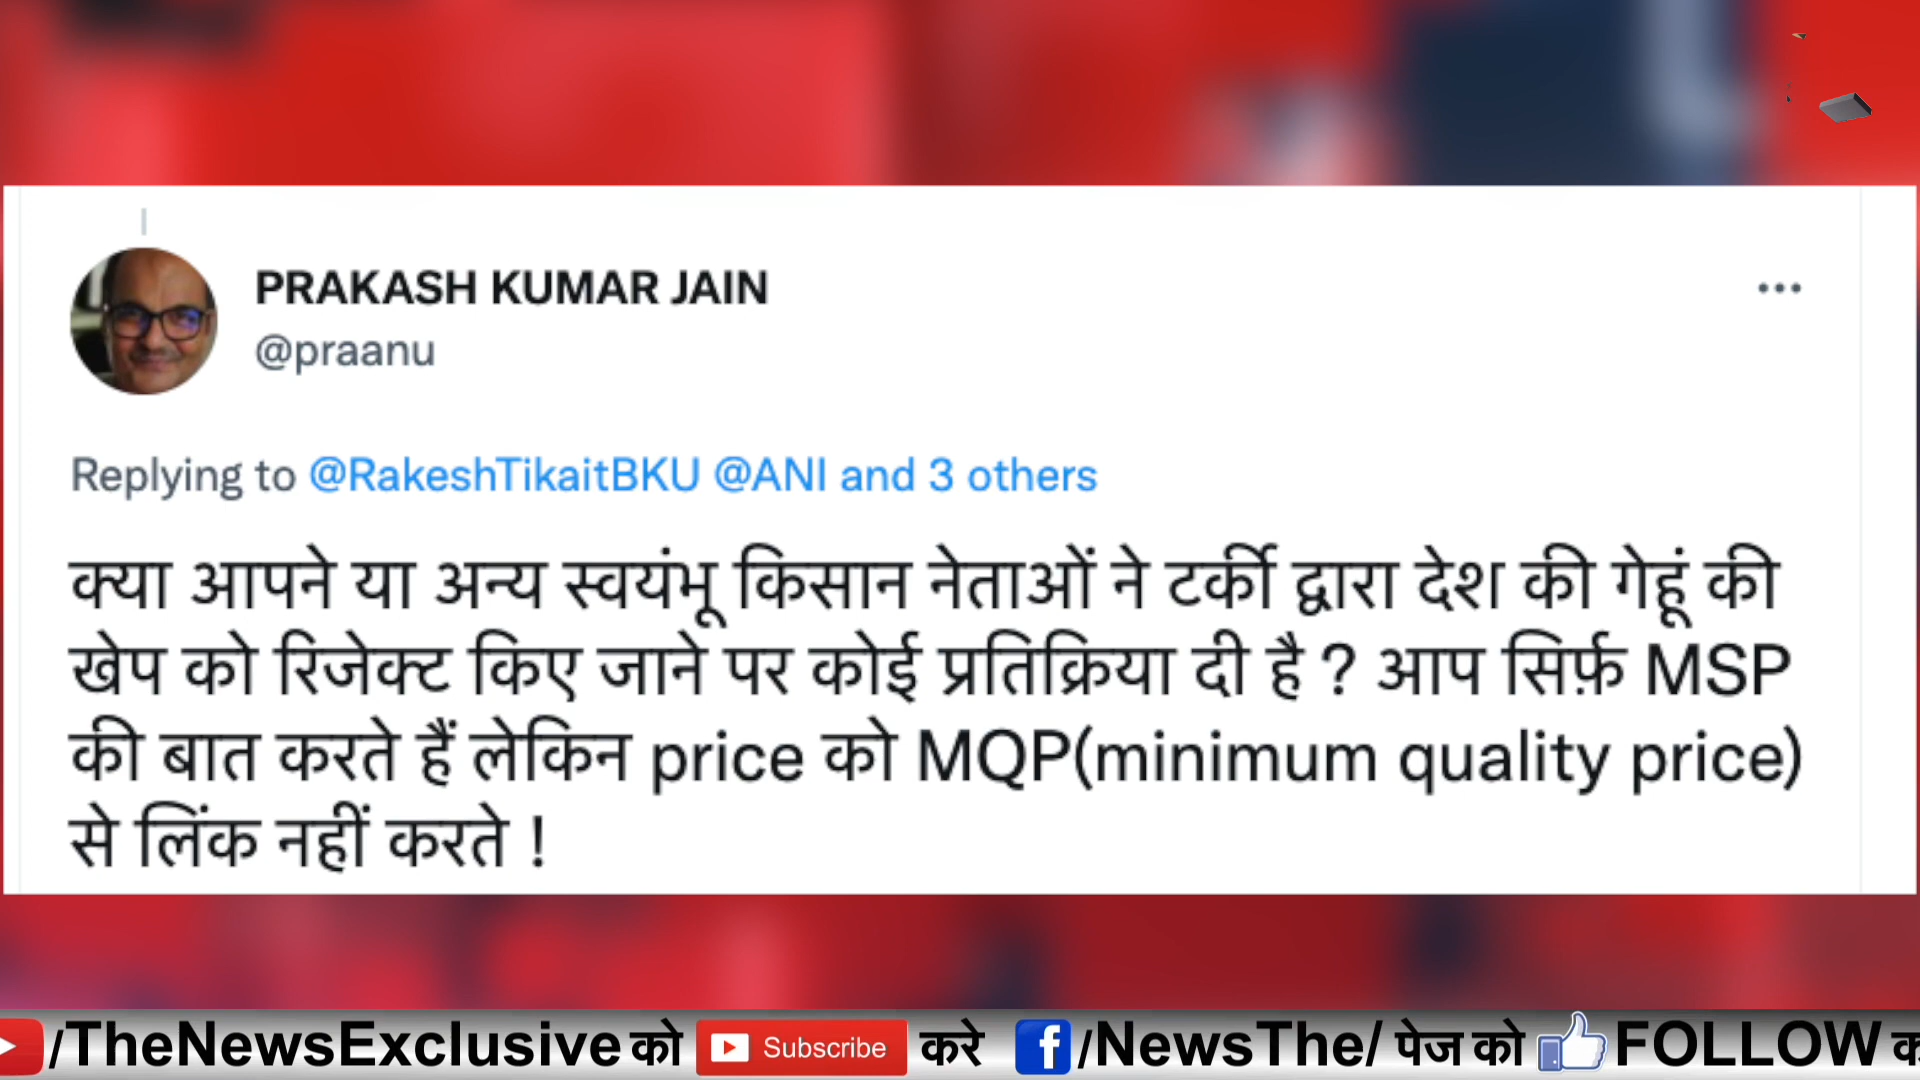 PRAKASH KUMAR JAIN
@praanu
Replying to @RakeshTikaitBKU @ANI and 3 others
क्या आपने या अन्य स्वयंभू किसान नेताओं ने टर्की द्वारा देश की गेहूं की
खेप को रिजेक्ट किए जाने पर कोई प्रतिक्रिया दी है ? आप सिर्फ़ MSP
की बात करते हैं लेकिन price को MQP(minimum quality price)
से लिंक नहीं करते !
/TheNewsExclusive को Subscribe करे f /NewsThe/ पेज को FOLLOW